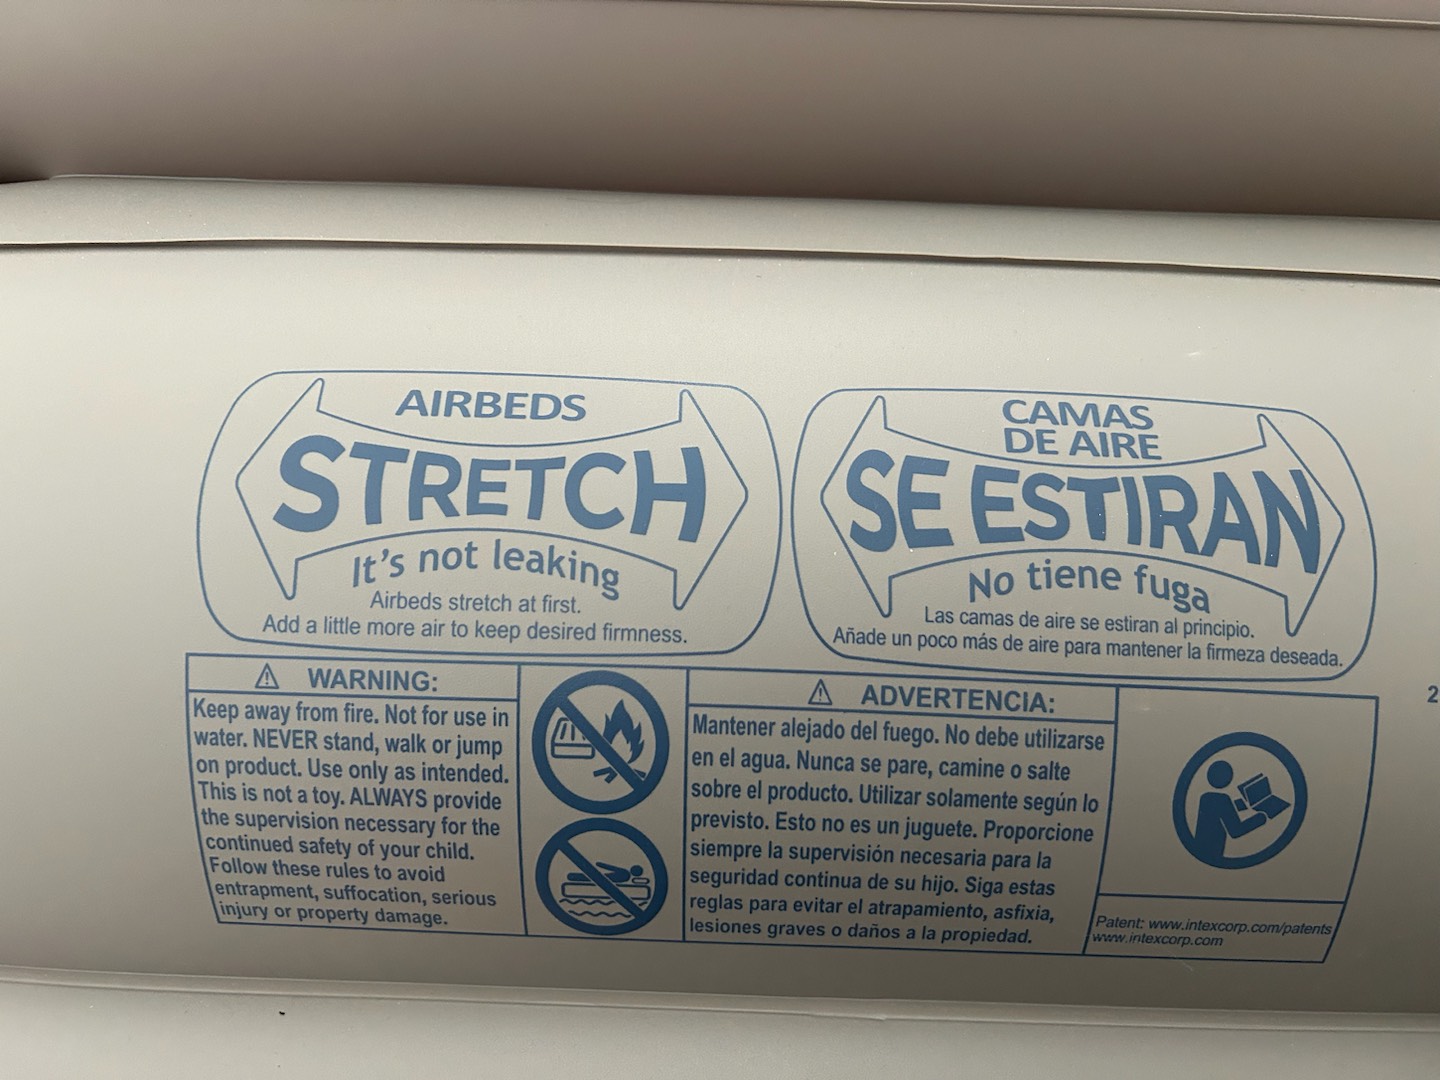 AIRBEDS
STRETCH
It's not leaking
Airbeds stretch at first.
Add a little more air to keep desired firmness.
CAMAS
DE AIRE
SE ESTIRAN
No tiene fuga
Las camas de aire se estiran al principio.
Añade un poco más de aire para mantener la firmeza deseada.
⚠ WARNING:
Keep away from fire. Not for use in
water. NEVER stand, walk or jump
on product. Use only as intended.
This is not a toy. ALWAYS provide
the supervision necessary for the
continued safety of your child.
Follow these rules to avoid
entrapment, suffocation, serious
injury or property damage.
⚠ ADVERTENCIA:
Mantener alejado del fuego. No debe utilizarse
en el agua. Nunca se pare, camine o salte
sobre el producto. Utilizar solamente según lo
previsto. Esto no es un juguete. Proporcione
siempre la supervisión necesaria para la
seguridad continua de su hijo. Siga estas
reglas para evitar el atrapamiento, asfixia,
lesiones graves o daños a la propiedad.
Patent: www.intexcorp.com/patents
www.intexcorp.com
2